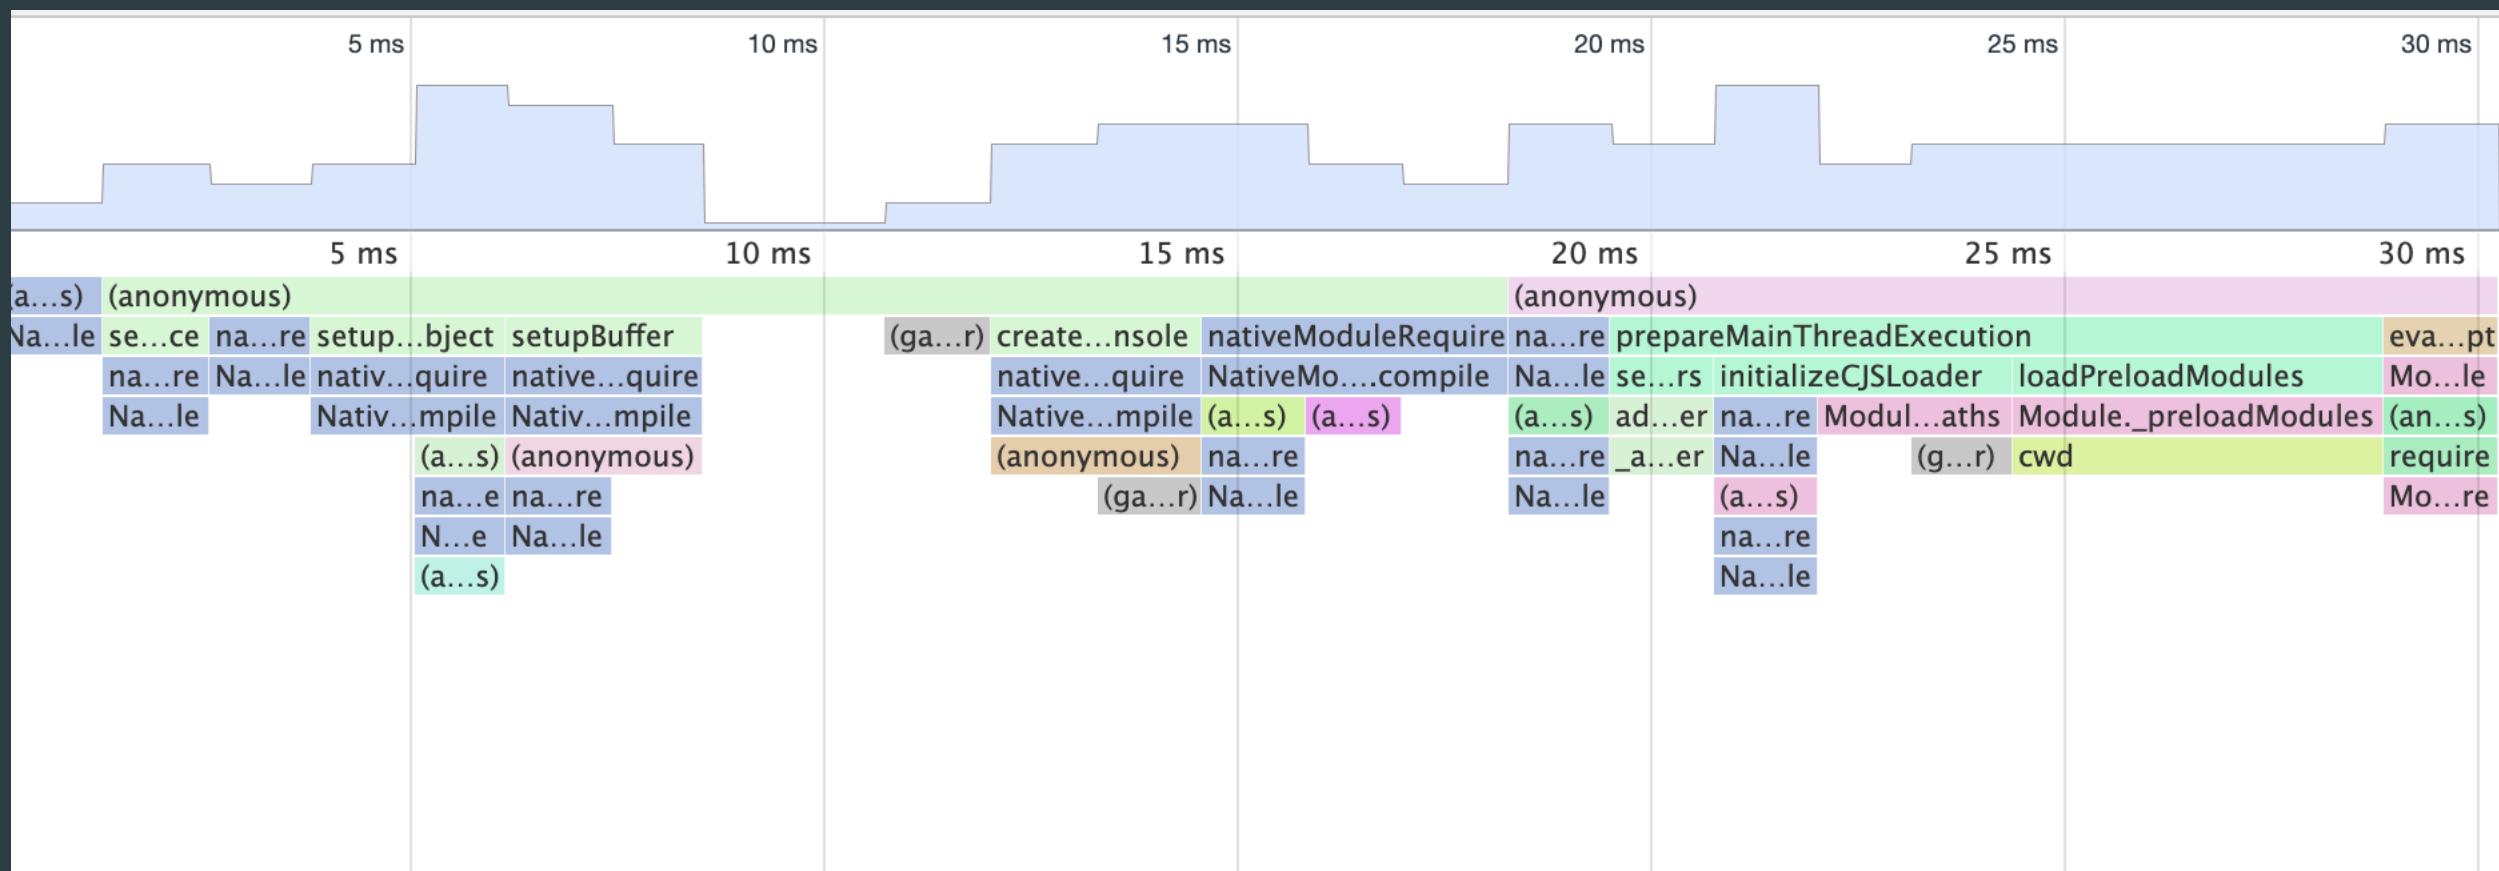 5 ms 10 ms 15 ms 20 ms 25 ms 30 ms
5 ms 10 ms 15 ms 20 ms 25 ms 30 ms
(a...s) (anonymous) (anonymous)
Na...le se...ce na...re setup...bject setupBuffer (ga...r) create...nsole nativeModuleRequire na...re prepareMainThreadExecution eva...pt
na...re Na...le nativ...quire native...quire native...quire NativeMo....compile Na...le se...rs initializeCJSLoader loadPreloadModules Mo...le
Na...le Nativ...mpile Nativ...mpile Native...mpile (a...s) (a...s) (a...s) ad...er na...re Modul...aths Module._preloadModules (an...s)
(a...s) (anonymous) (anonymous) na...re na...re _a...er Na...le (g...r) cwd require
na...e na...re (ga...r) Na...le Na...le (a...s) Mo...re
N...e Na...le na...re
(a...s) Na...le